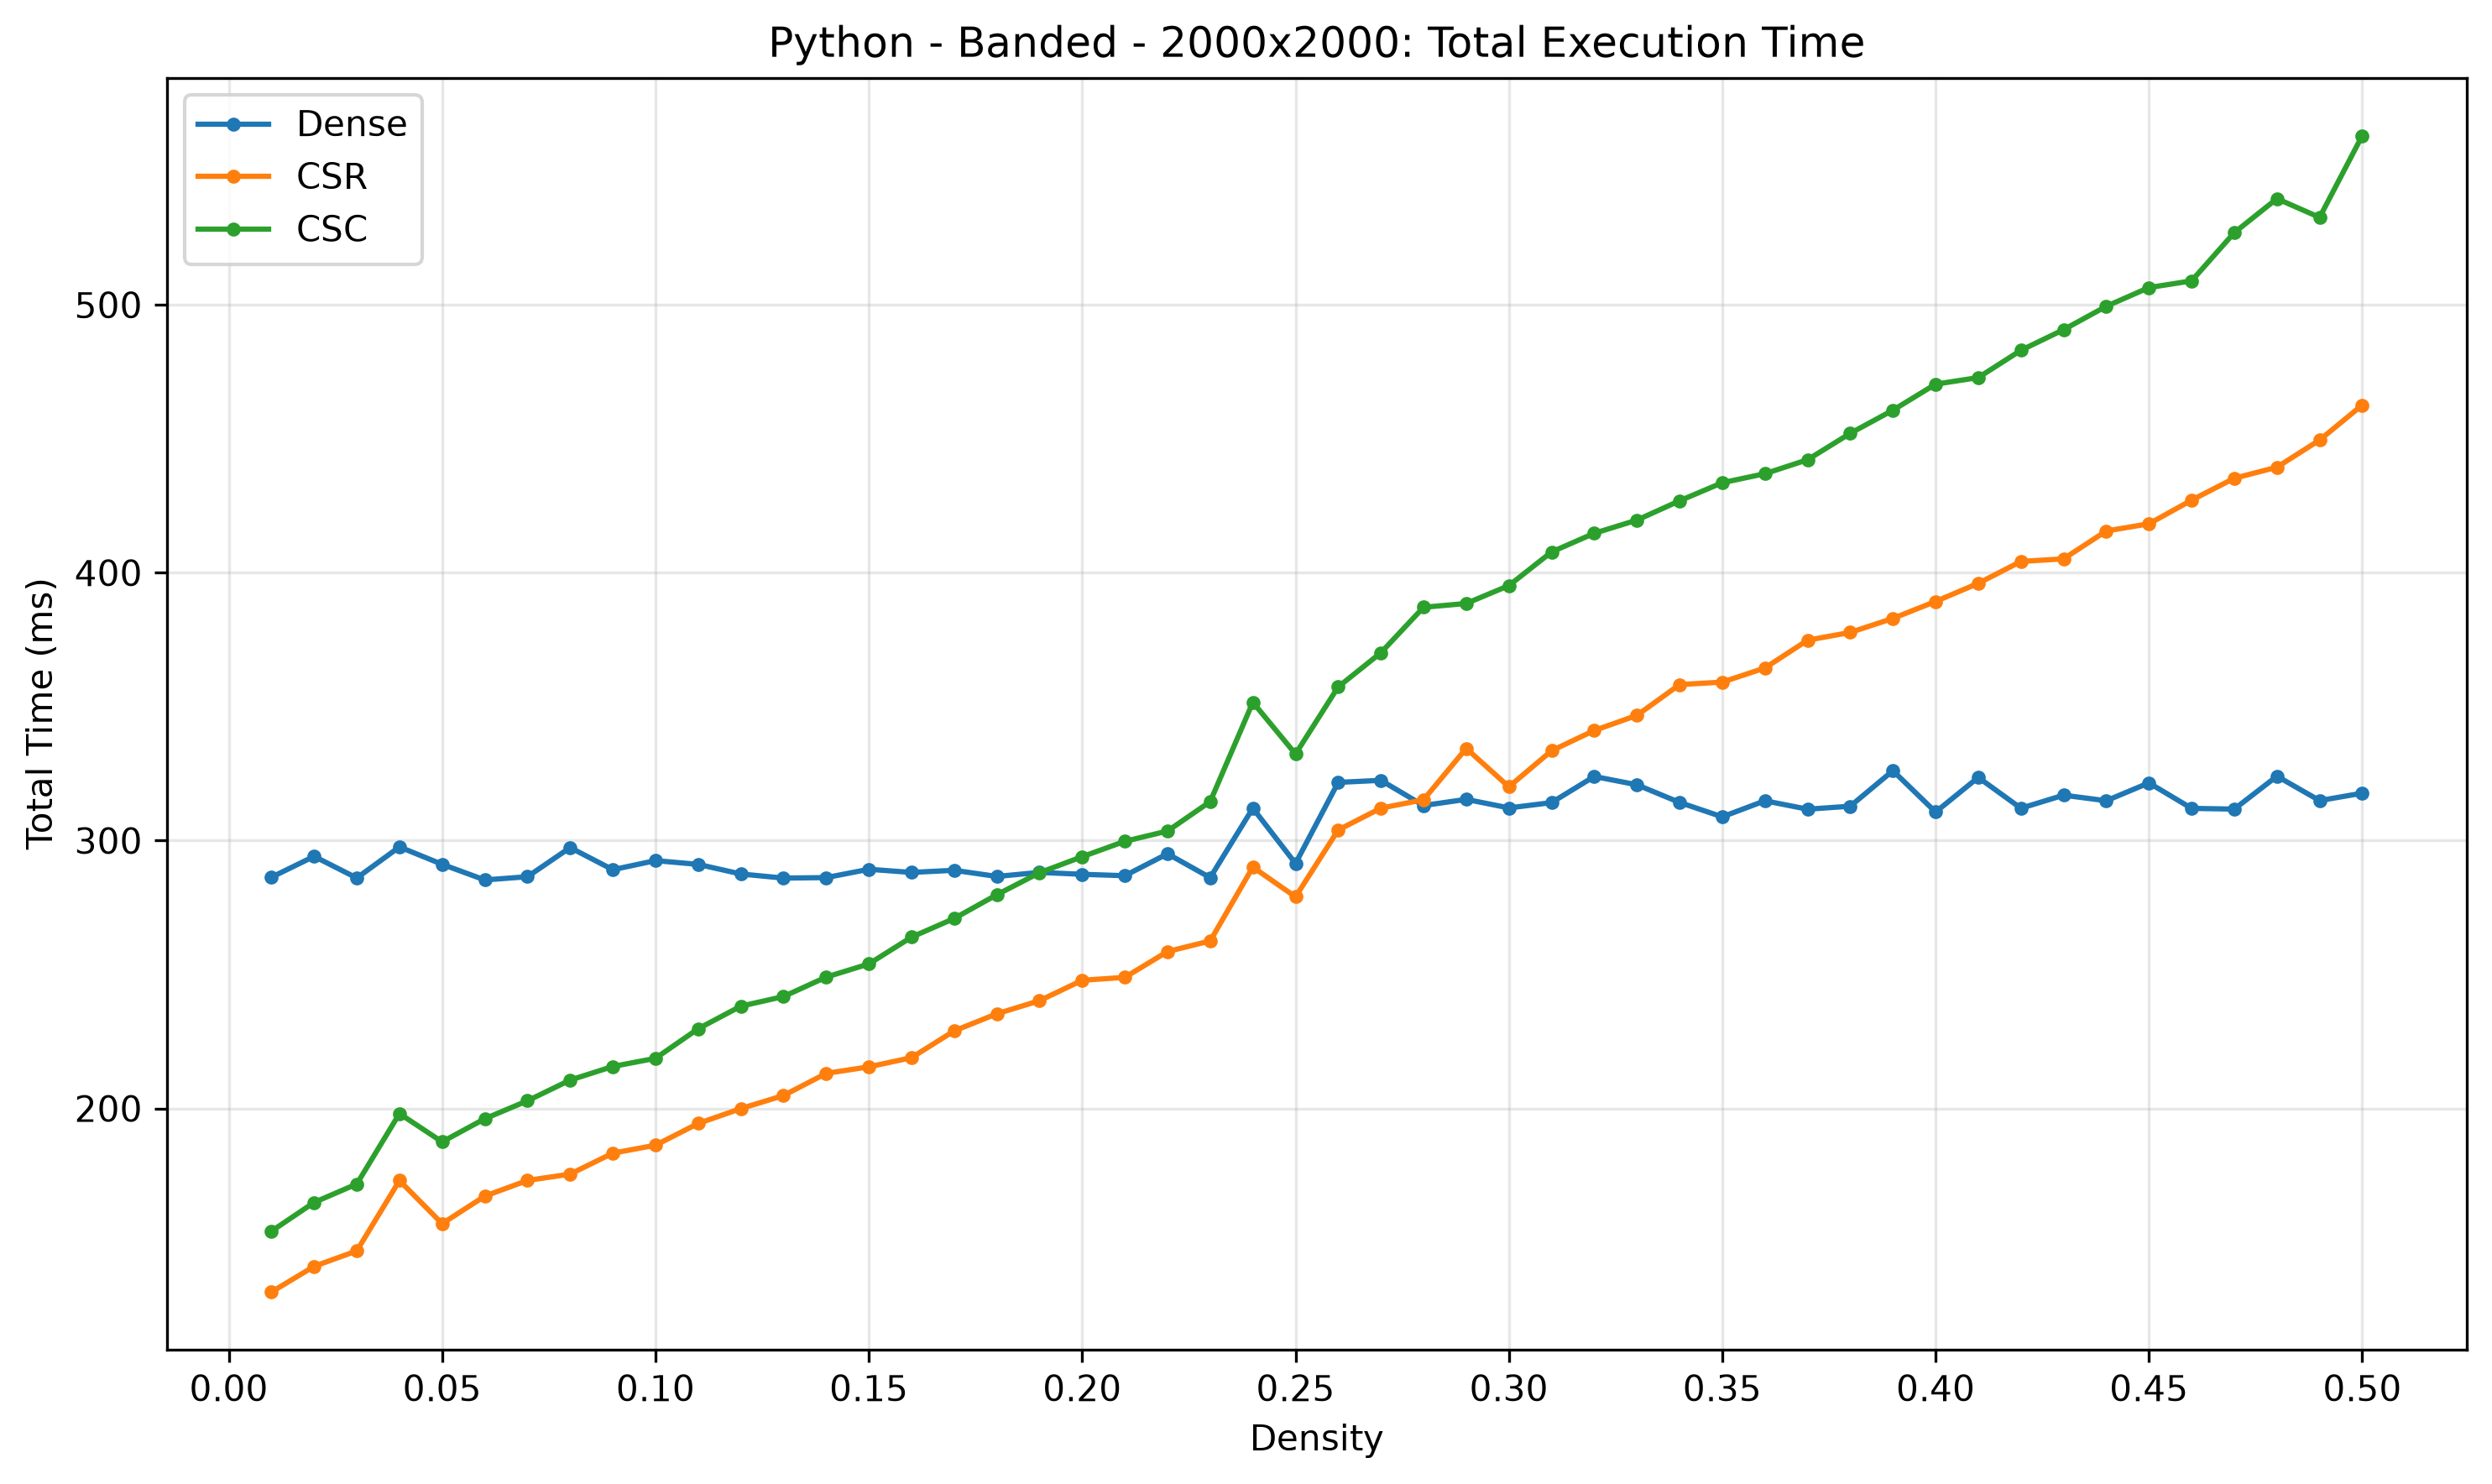 Python - Banded - 2000x2000: Total Execution Time
Dense
CSR
CSC
Total Time (ms)
500
400
300
200
0.00 0.05 0.10 0.15 0.20 0.25 0.30 0.35 0.40 0.45 0.50
Density